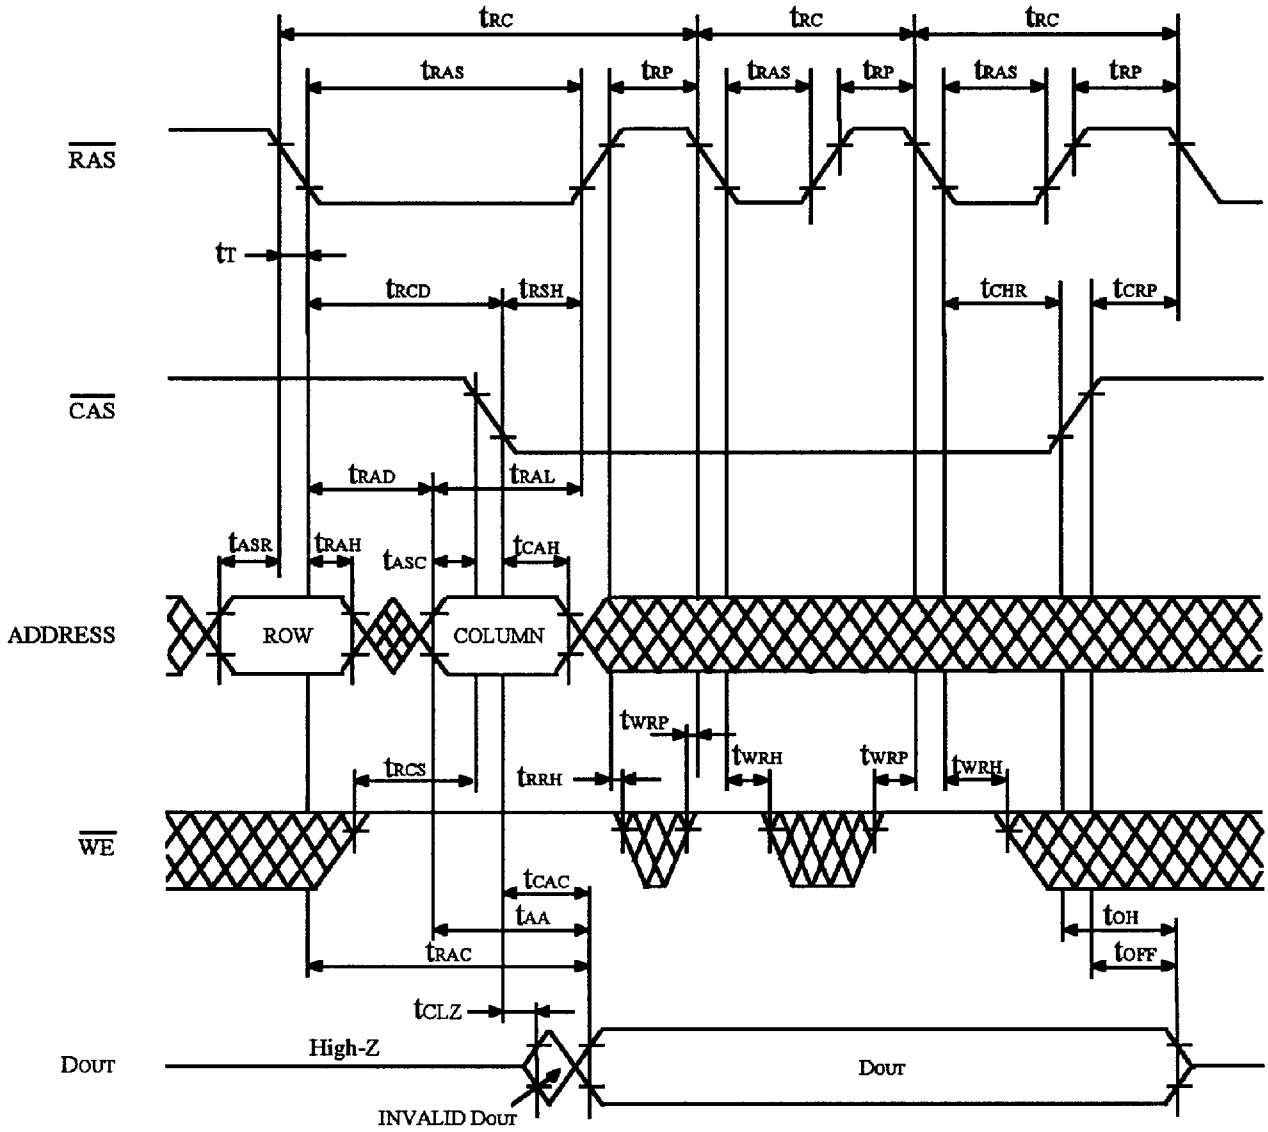 tRC tRC tRC
tRAS tRP tRAS tRP tRAS tRP
RAS
tT
tRCD tRSH tCHR tCRP
CAS
tRAD tRAL
tASR tRAH tASC tCAH
ADDRESS ROW COLUMN
tWRP
tRCS tRRH tWRH tWRP tWRH
WE
tCAC
tAA tOH
tRAC tOFF
tCLZ
High-Z
DOUT DOUT
INVALID DOUT